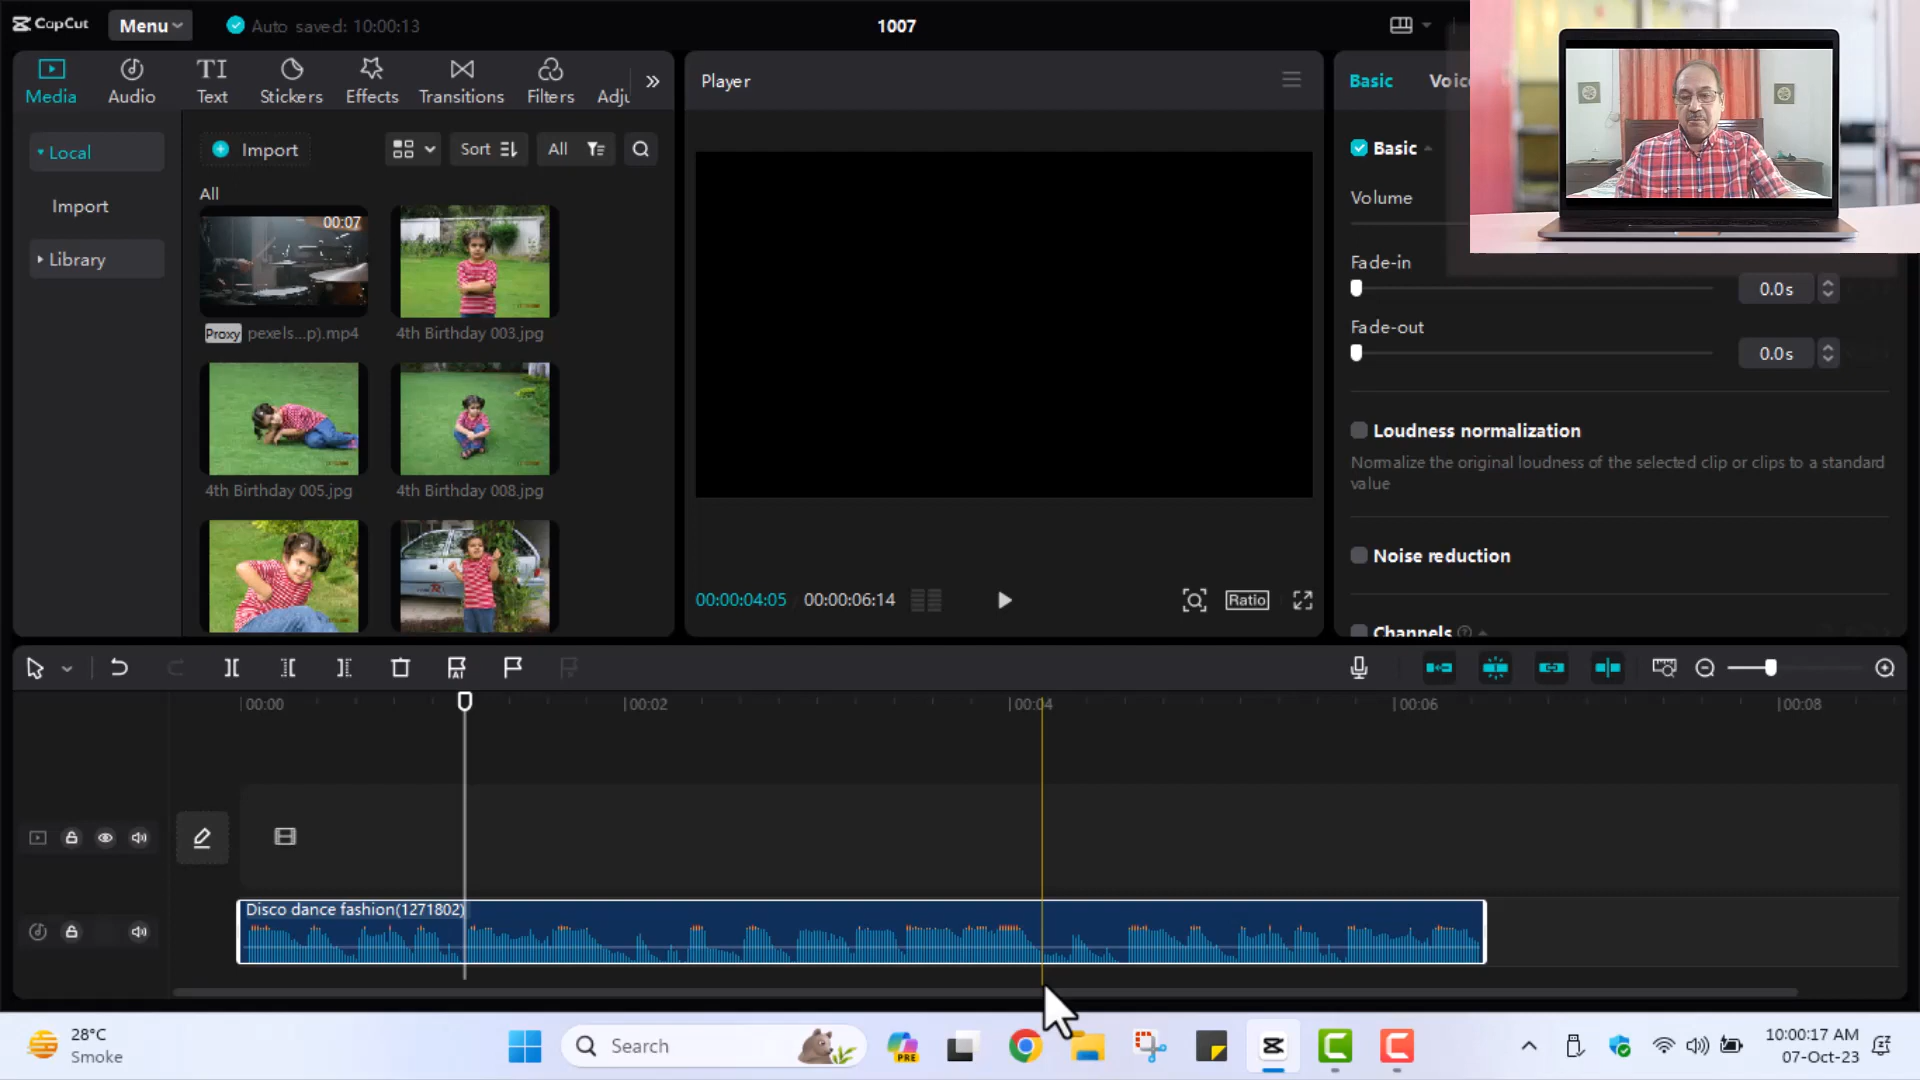 CapCut
Menu
Auto saved: 10:00:13
1007
Media
Audio
TI
Text
Stickers
Effects
Transitions
Filters
Adju
Local
Import
Library
Import
Sort
All
All
00:07
Proxy pexels...p).mp4
4th Birthday 003.jpg
4th Birthday 005.jpg
4th Birthday 008.jpg
Player
00:00:04:05
00:00:06:14
Ratio
Basic
Voic
Basic
Volume
Fade-in
0.0s
Fade-out
0.0s
Loudness normalization
Normalize the original loudness of the selected clip or clips to a standard
value
Noise reduction
Channels
00:00
00:02
00:04
00:06
00:08
Disco dance fashion(1271802)
28°C
Smoke
Search
PRE
10:00:17 AM
07-Oct-23